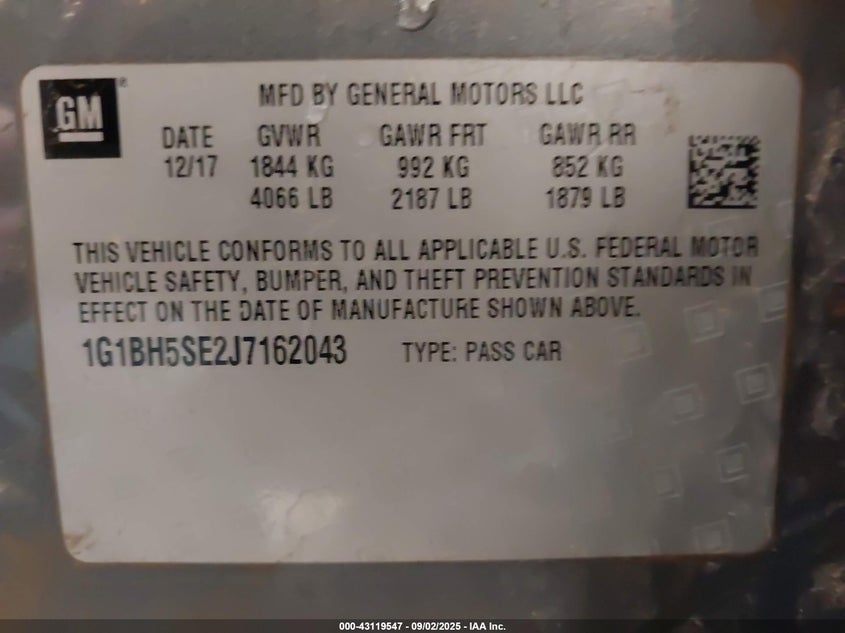 GM®
MFD BY GENERAL MOTORS LLC
DATE GVWR GAWR FRT GAWR RR
12/17 1844 KG 992 KG 852 KG
4066 LB 2187 LB 1879 LB
THIS VEHICLE CONFORMS TO ALL APPLICABLE U.S. FEDERAL MOTOR
VEHICLE SAFETY, BUMPER, AND THEFT PREVENTION STANDARDS IN
EFFECT ON THE DATE OF MANUFACTURE SHOWN ABOVE.
1G1BH5SE2J7162043 TYPE: PASS CAR
000-43119547 - 09/02/2025 - IAA Inc.